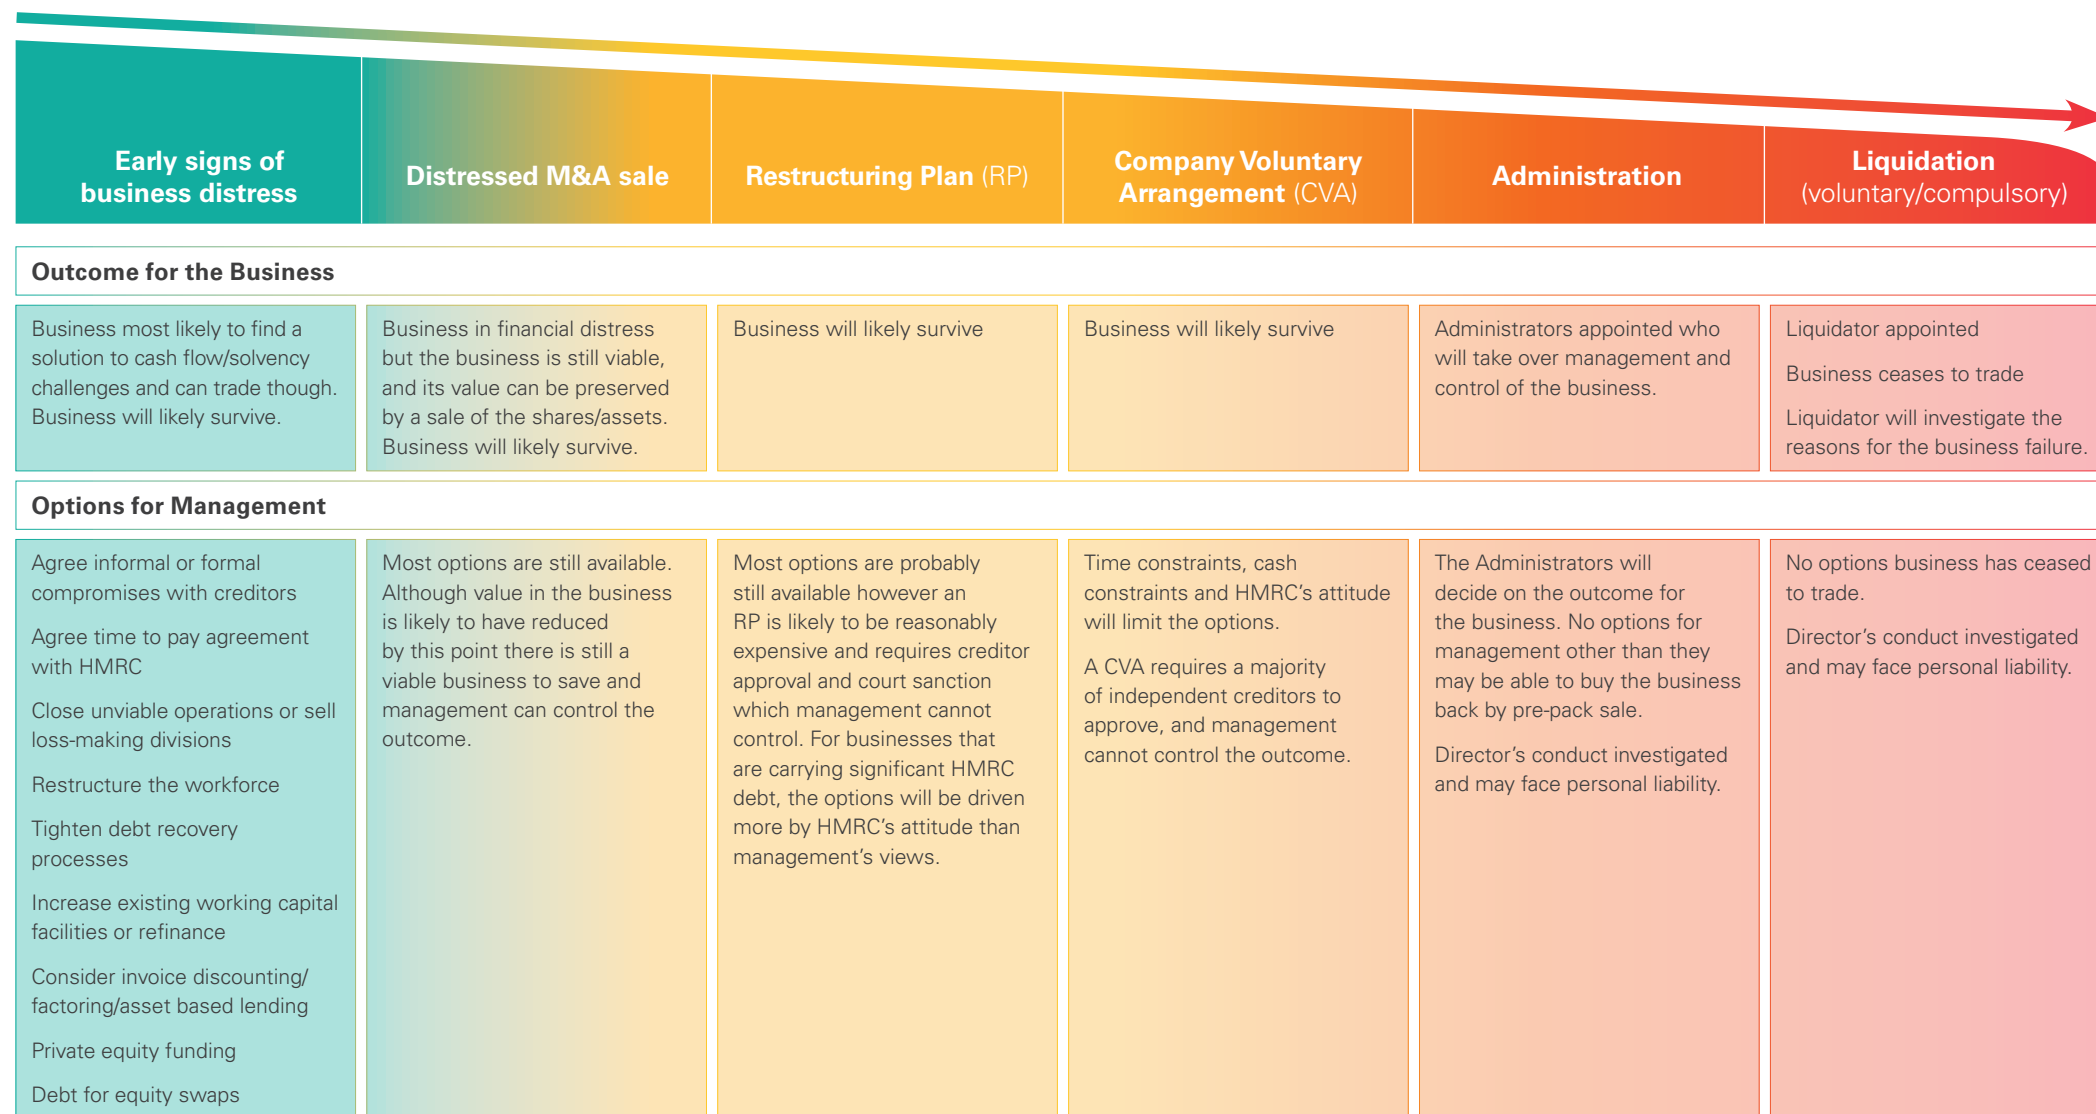 Early signs of
business distress
Distressed M&A sale
Restructuring Plan (RP)
Company Voluntary
Arrangement (CVA)
Administration
Liquidation
(voluntary/compulsory)
Outcome for the Business
Business most likely to find a
solution to cash flow/solvency
challenges and can trade though.
Business will likely survive.
Business in financial distress
but the business is still viable,
and its value can be preserved
by a sale of the shares/assets.
Business will likely survive.
Business will likely survive
Business will likely survive
Administrators appointed who
will take over management and
control of the business.
Liquidator appointed
Business ceases to trade
Liquidator will investigate the
reasons for the business failure.
Options for Management
Agree informal or formal
compromises with creditors
Agree time to pay agreement
with HMRC
Close unviable operations or sell
loss-making divisions
Restructure the workforce
Tighten debt recovery
processes
Increase existing working capital
facilities or refinance
Consider invoice discounting/
factoring/asset based lending
Private equity funding
Debt for equity swaps
Most options are still available.
Although value in the business
is likely to have reduced
by this point there is still a
viable business to save and
management can control the
outcome.
Most options are probably
still available however an
RP is likely to be reasonably
expensive and requires creditor
approval and court sanction
which management cannot
control. For businesses that
are carrying significant HMRC
debt, the options will be driven
more by HMRC’s attitude than
management’s views.
Time constraints, cash
constraints and HMRC’s attitude
will limit the options.
A CVA requires a majority
of independent creditors to
approve, and management
cannot control the outcome.
The Administrators will
decide on the outcome for
the business. No options for
management other than they
may be able to buy the business
back by pre-pack sale.
Director’s conduct investigated
and may face personal liability.
No options business has ceased
to trade.
Director’s conduct investigated
and may face personal liability.